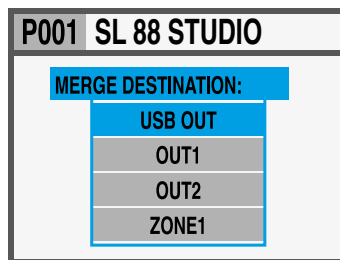 P001 SL 88 STUDIO
MERGE DESTINATION:
USB OUT
OUT1
OUT2
ZONE1